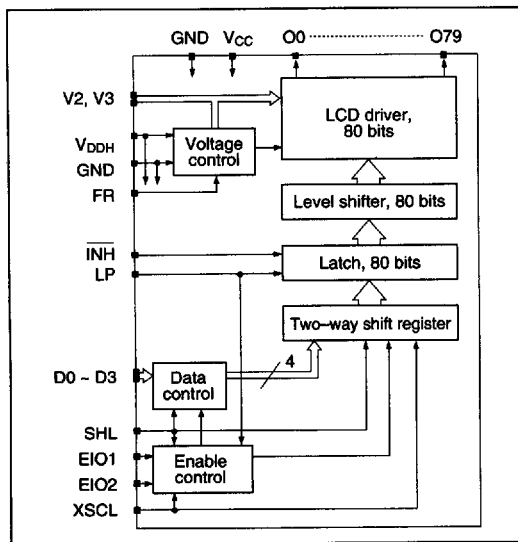 GND VCC O0 O79
V2, V3
LCD driver,
80 bits
VDDH
Voltage
control
GND
FR
Level shifter, 80 bits
INH
LP
Latch, 80 bits
Two-way shift register
4
D0 ~ D3
Data
control
SHL
EIO1
Enable
control
EIO2
XSCL